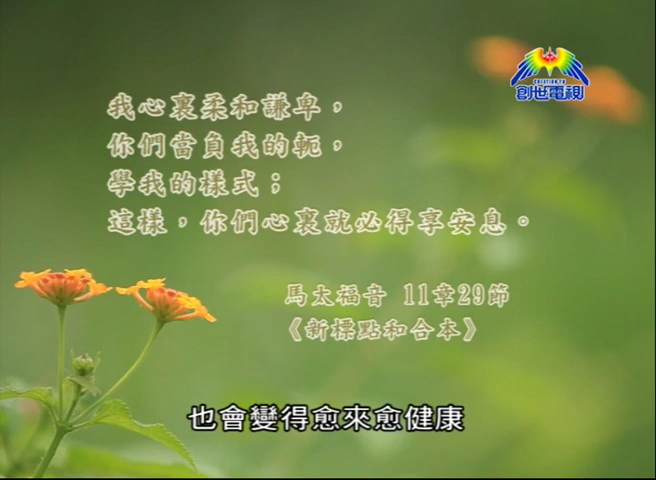 CREATION TV
創世電視
我心裏柔和謙卑，
你們當負我的軛，
學我的樣式；
這樣，你們心裏就必得享安息。
馬太福音 11章29節
《新標點和合本》
也會變得愈來愈健康